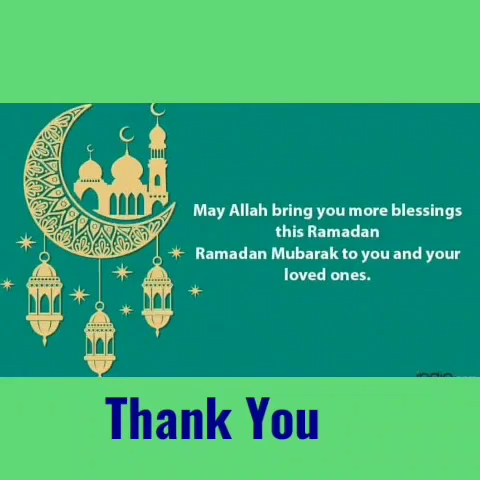 May Allah bring you more blessings
this Ramadan
Ramadan Mubarak to you and your
loved ones.
Thank You